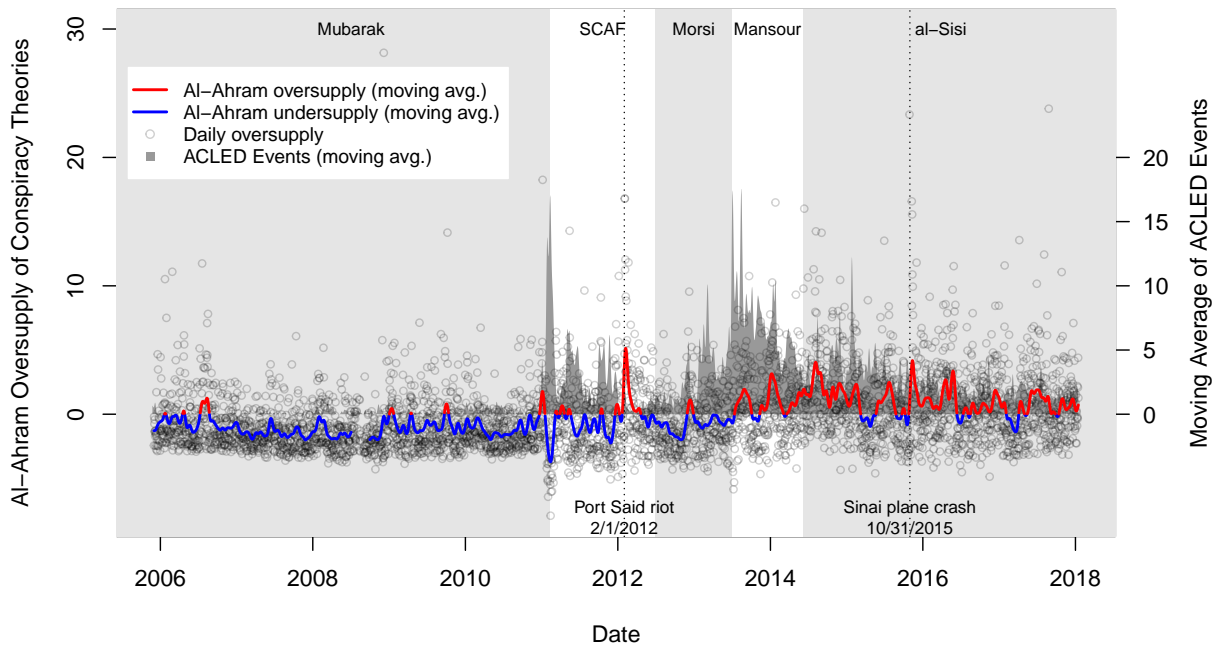 Mubarak SCAF Morsi Mansour al−Sisi
Al−Ahram oversupply (moving avg.)
Al−Ahram undersupply (moving avg.)
Daily oversupply
ACLED Events (moving avg.)
Al−Ahram Oversupply of Conspiracy Theories
30
20
10
0
Moving Average of ACLED Events
20
15
10
5
0
Port Said riot
2/1/2012
Sinai plane crash
10/31/2015
2006 2008 2010 2012 2014 2016 2018
Date